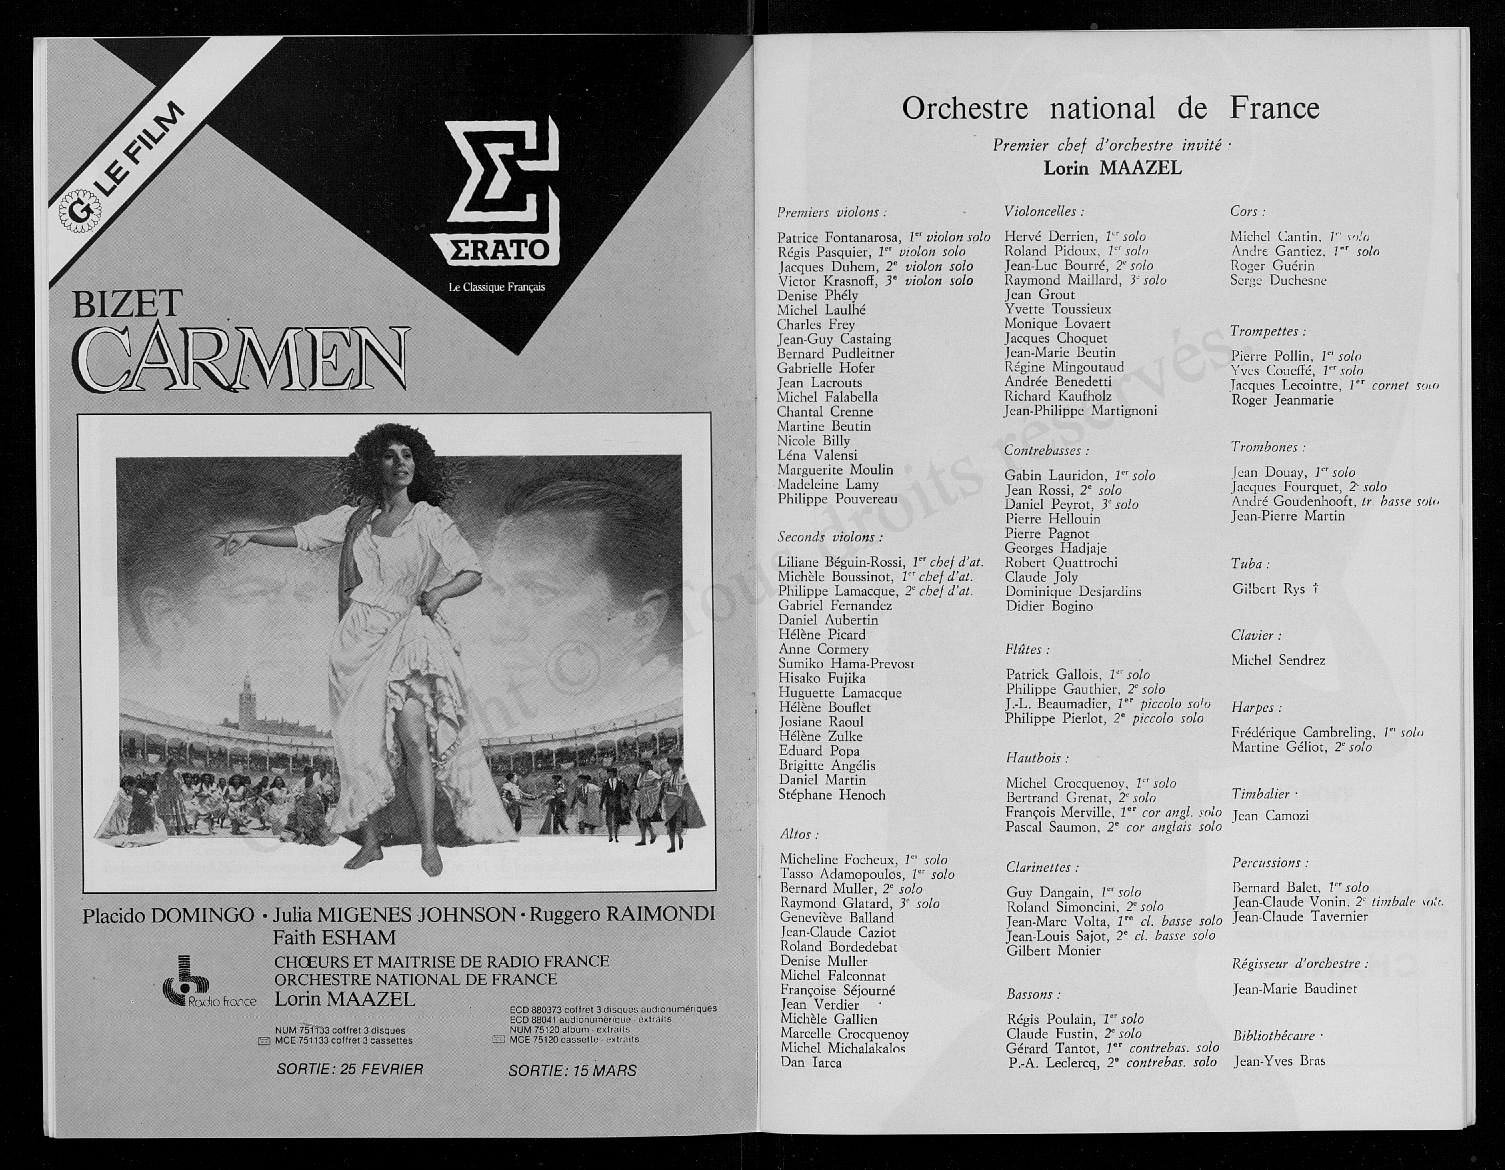 G LE FILM
ERATO
Le Classique Français
BIZET
CARMEN
Placido DOMINGO • Julia MIGENES JOHNSON • Ruggero RAIMONDI
Faith ESHAM
CHŒURS ET MAITRISE DE RADIO FRANCE
ORCHESTRE NATIONAL DE FRANCE
Lorin MAAZEL
Radio France
NUM 751133 coffret 3 disques
MCE 751133 coffret 3 cassettes
SORTIE: 25 FEVRIER
ECD 880373 coffret 3 disques audionumériques
ECD 88041 audionumérique - extraits
NUM 75120 album - extraits
MCE 75120 cassette - extraits
SORTIE: 15 MARS
Orchestre national de France
Premier chef d'orchestre invité :
Lorin MAAZEL
Premiers violons :
Patrice Fontanarosa, 1er violon solo
Régis Pasquier, 1er violon solo
Jacques Duhem, 2e violon solo
Victor Krasnoff, 3e violon solo
Denise Phély
Michel Laulhé
Charles Frey
Jean-Guy Castaing
Bernard Pudleitner
Gabrielle Hofer
Jean Lacrouts
Michel Falabella
Chantal Crenne
Martine Beutin
Nicole Billy
Léna Valensi
Marguerite Moulin
Madeleine Lamy
Philippe Pouvereau
Seconds violons :
Liliane Béguin-Rossi, 1er chef d'at.
Michèle Boussinot, 1er chef d'at.
Philippe Lamacque, 2e chef d'at.
Gabriel Fernandez
Daniel Aubertin
Hélène Picard
Anne Cormery
Sumiko Hama-Prevost
Hisako Fujika
Huguette Lamacque
Hélène Bouflet
Josiane Raoul
Hélène Zulke
Eduard Popa
Brigitte Angélis
Daniel Martin
Stéphane Henoch
Altos :
Micheline Focheux, 1er solo
Tasso Adamopoulos, 1er solo
Bernard Muller, 2e solo
Raymond Glatard, 3e solo
Geneviève Balland
Jean-Claude Caziot
Roland Bordedebat
Denise Muller
Michel Falconnat
Françoise Séjourné
Jean Verdier
Michèle Gallien
Marcelle Crocquenoy
Michel Michalakalos
Dan Iarca
Violoncelles :
Hervé Derrien, 1er solo
Roland Pidoux, 1er solo
Jean-Luc Bourré, 2e solo
Raymond Maillard, 3e solo
Jean Grout
Yvette Toussieux
Monique Lovaert
Jacques Choquet
Jean-Marie Beutin
Régine Mingoutaud
Andrée Benedetti
Richard Kaufholz
Jean-Philippe Martignoni
Contrebasses :
Gabin Lauridon, 1er solo
Jean Rossi, 2e solo
Daniel Peyrot, 3e solo
Pierre Hellouin
Pierre Pagnot
Georges Hadjaje
Robert Quattrochi
Claude Joly
Dominique Desjardins
Didier Bogino
Flûtes :
Patrick Gallois, 1er solo
Philippe Gauthier, 2e solo
J.-L. Beaumadier, 1er piccolo solo
Philippe Pierlot, 2e piccolo solo
Hautbois :
Michel Crocquenoy, 1er solo
Bertrand Grenat, 2e solo
François Merville, 1er cor angl. solo
Pascal Saumon, 2e cor anglais solo
Clarinettes :
Guy Dangain, 1er solo
Roland Simoncini, 2e solo
Jean-Marc Volta, 1re cl. basse solo
Jean-Louis Sajot, 2e cl. basse solo
Gilbert Monier
Bassons :
Régis Poulain, 1er solo
Claude Fustin, 2e solo
Gérard Tantot, 1er contrebas. solo
P.-A. Leclercq, 2e contrebas. solo
Cors :
Michel Cantin, 1er solo
André Gantiez, 1er solo
Roger Guérin
Serge Duchesne
Trompettes :
Pierre Pollin, 1er solo
Yves Coueffé, 1er solo
Jacques Lecointre, 1er cornet solo
Roger Jeanmarie
Trombones :
Jean Douay, 1er solo
Jacques Fourquet, 2e solo
André Goudenhooft, tr. basse solo
Jean-Pierre Martin
Tuba :
Gilbert Rys †
Clavier :
Michel Sendrez
Harpes :
Frédérique Cambreling, 1er solo
Martine Géliot, 2e solo
Timbalier :
Jean Camozi
Percussions :
Bernard Balet, 1er solo
Jean-Claude Vonin, 2e timbale solo.
Jean-Claude Tavernier
Régisseur d'orchestre :
Jean-Marie Baudinet
Bibliothécaire :
Jean-Yves Bras
Tous droits réservés.